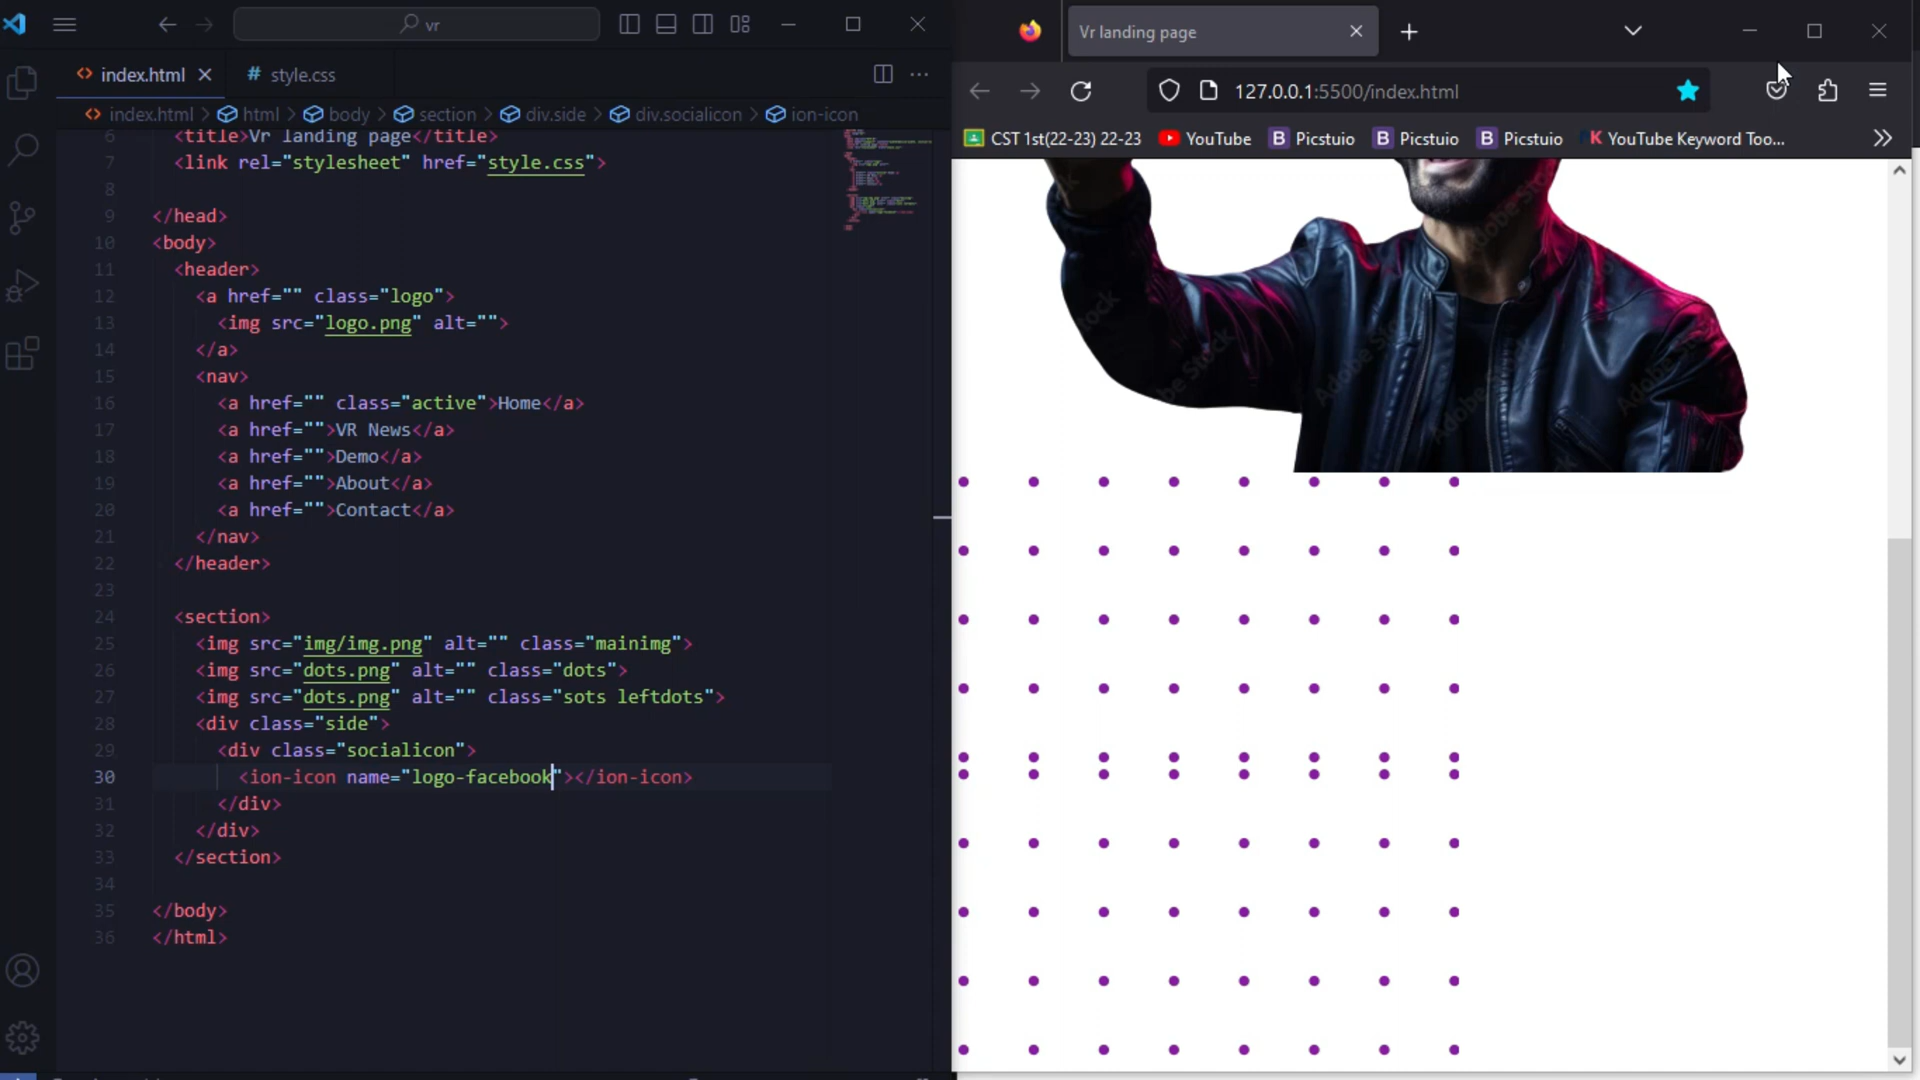 vr
index.html
style.css
index.html > html > body > section > div.side > div.socialicon > ion-icon
6 <title>Vr landing page</title>
7 <link rel="stylesheet" href="style.css">
8
9 </head>
10 <body>
11 <header>
12 <a href="" class="logo">
13 <img src="logo.png" alt="">
14 </a>
15 <nav>
16 <a href="" class="active">Home</a>
17 <a href="">VR News</a>
18 <a href="">Demo</a>
19 <a href="">About</a>
20 <a href="">Contact</a>
21 </nav>
22 </header>
23
24 <section>
25 <img src="img/img.png" alt="" class="mainimg">
26 <img src="dots.png" alt="" class="dots">
27 <img src="dots.png" alt="" class="sots leftdots">
28 <div class="side">
29 <div class="socialicon">
30 <ion-icon name="logo-facebook"></ion-icon>
31 </div>
32 </div>
33 </section>
34
35 </body>
36 </html>
Vr landing page
127.0.0.1:5500/index.html
CST 1st(22-23) 22-23
YouTube
B Picstuio
B Picstuio
B Picstuio
K YouTube Keyword Too...
Adobe Stock